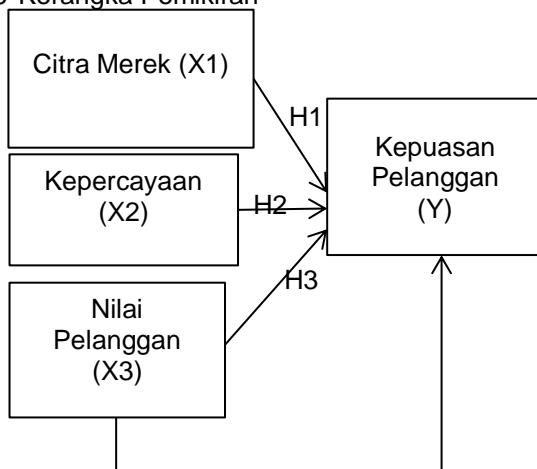 Kerangka Pemikiran
Citra Merek (X1)
H1
Kepuasan
Pelanggan
(Y)
Kepercayaan
(X2)
H2
H3
Nilai
Pelanggan
(X3)